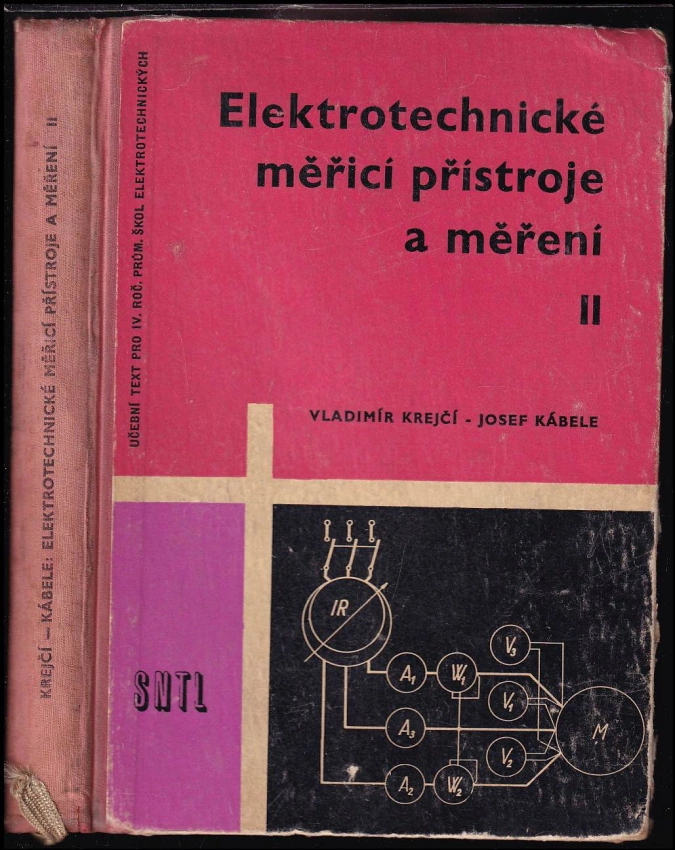 KREJČÍ – KÁBELE: ELEKTROTECHNICKÉ MĚŘICÍ PŘÍSTROJE A MĚŘENÍ II
UČEBNÍ TEXT PRO IV. ROČ. PRŮM. ŠKOL ELEKTROTECHNICKÝCH
Elektrotechnické
měřicí přístroje
a měření
II
VLADIMÍR KREJČÍ - JOSEF KÁBELE
SNTL
IR
V3
A1 W1
V1
A3
M
V2
A2 W2